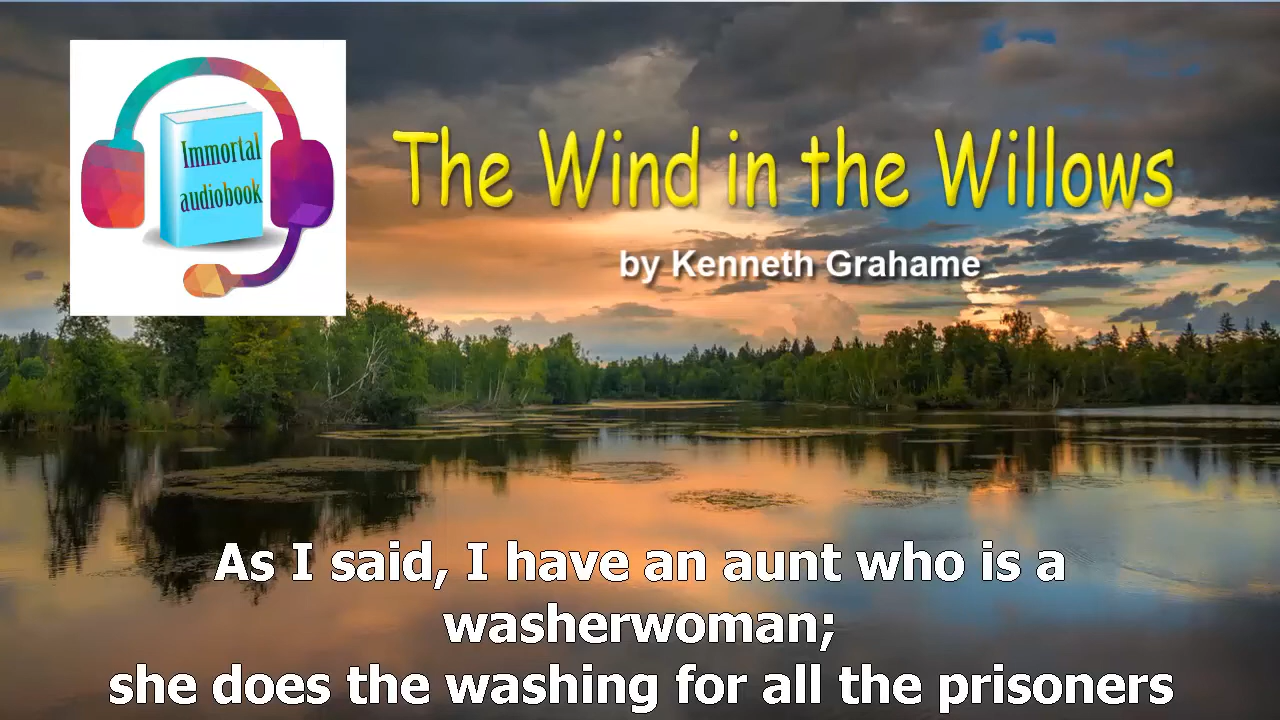 Immortal
audiobook
The Wind in the Willows
by Kenneth Grahame
As I said, I have an aunt who is a
washerwoman;
she does the washing for all the prisoners